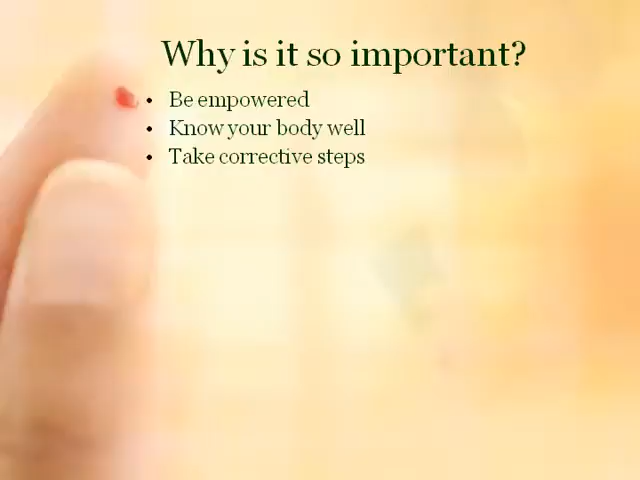 Why is it so important?
• Be empowered
• Know your body well
• Take corrective steps